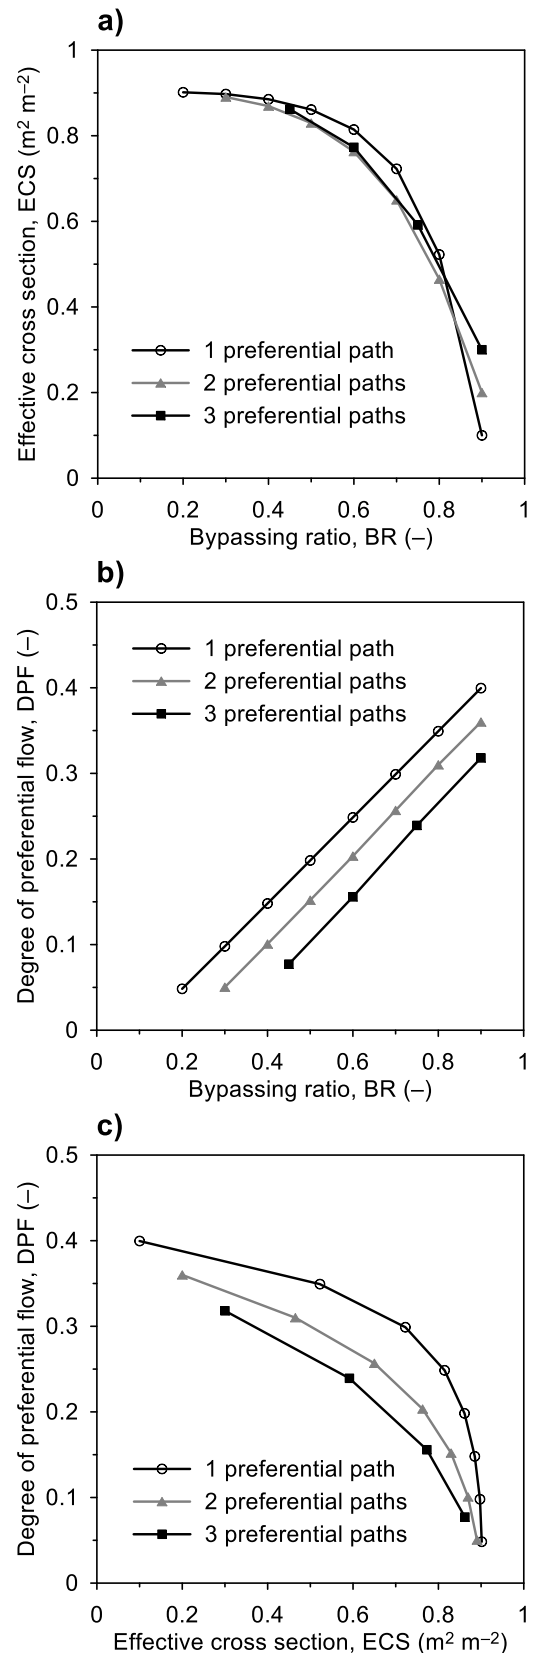 a)
Effective cross section, ECS (m² m⁻²)
1
0.8
0.6
0.4
0.2
0
1 preferential path
2 preferential paths
3 preferential paths
0 0.2 0.4 0.6 0.8 1
Bypassing ratio, BR (–)
b)
Degree of preferential flow, DPF (–)
0.5
0.4
0.3
0.2
0.1
0
1 preferential path
2 preferential paths
3 preferential paths
0 0.2 0.4 0.6 0.8 1
Bypassing ratio, BR (–)
c)
Degree of preferential flow, DPF (–)
0.5
0.4
0.3
0.2
0.1
0
1 preferential path
2 preferential paths
3 preferential paths
0 0.2 0.4 0.6 0.8 1
Effective cross section, ECS (m² m⁻²)